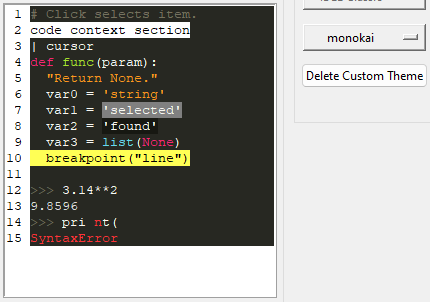 1 # Click selects item.
2 code context section
3 | cursor
4 def func(param):
5   "Return None."
6   var0 = 'string'
7   var1 = 'selected'
8   var2 = 'found'
9   var3 = list(None)
10   breakpoint("line")
11
12 >>> 3.14**2
13 9.8596
14 >>> pri nt(
15 SyntaxError
monokai
Delete Custom Theme